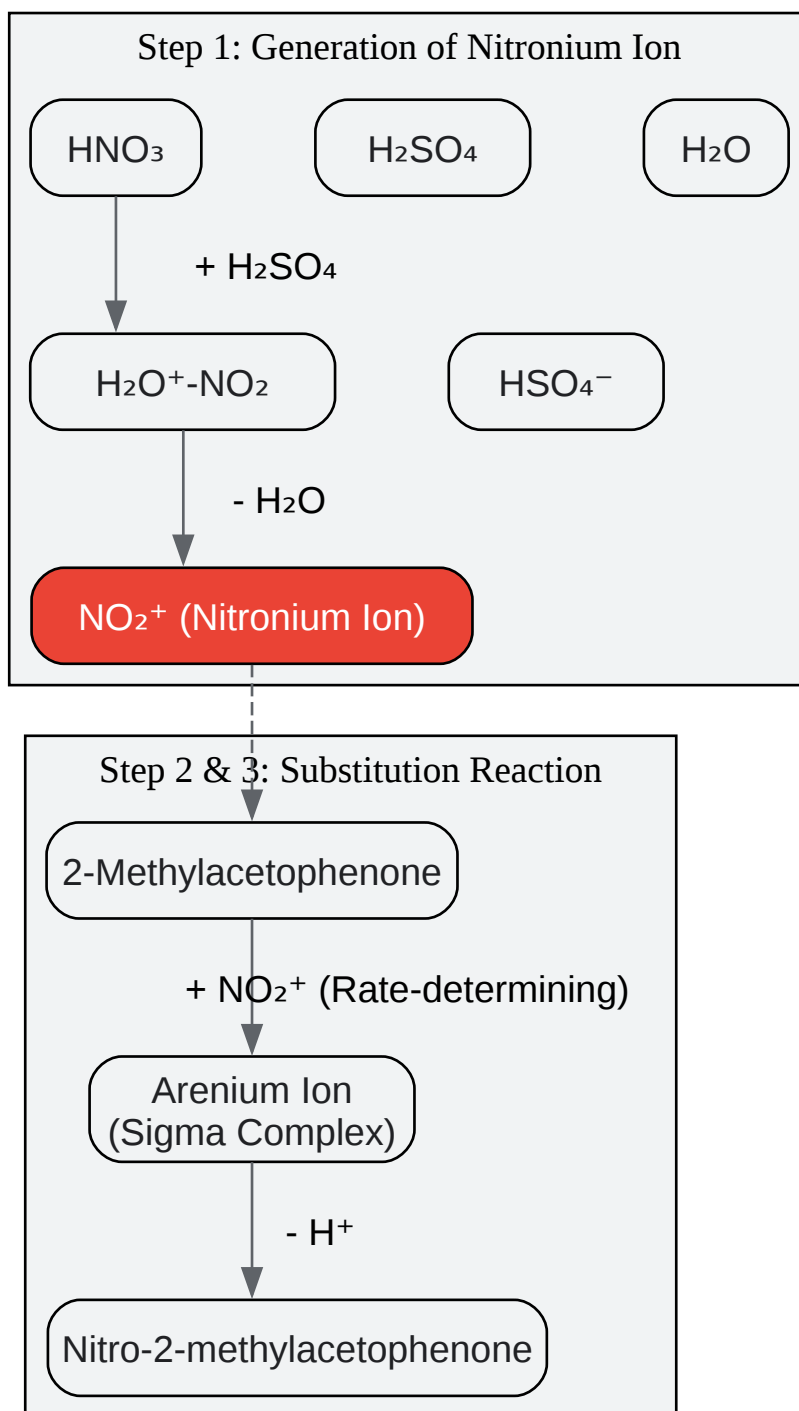 Step 1: Generation of Nitronium Ion
HNO₃
H₂SO₄
H₂O
+ H₂SO₄
H₂O⁺-NO₂
HSO₄⁻
- H₂O
NO₂⁺ (Nitronium Ion)
Step 2 & 3: Substitution Reaction
2-Methylacetophenone
+ NO₂⁺ (Rate-determining)
Arenium Ion
(Sigma Complex)
- H⁺
Nitro-2-methylacetophenone